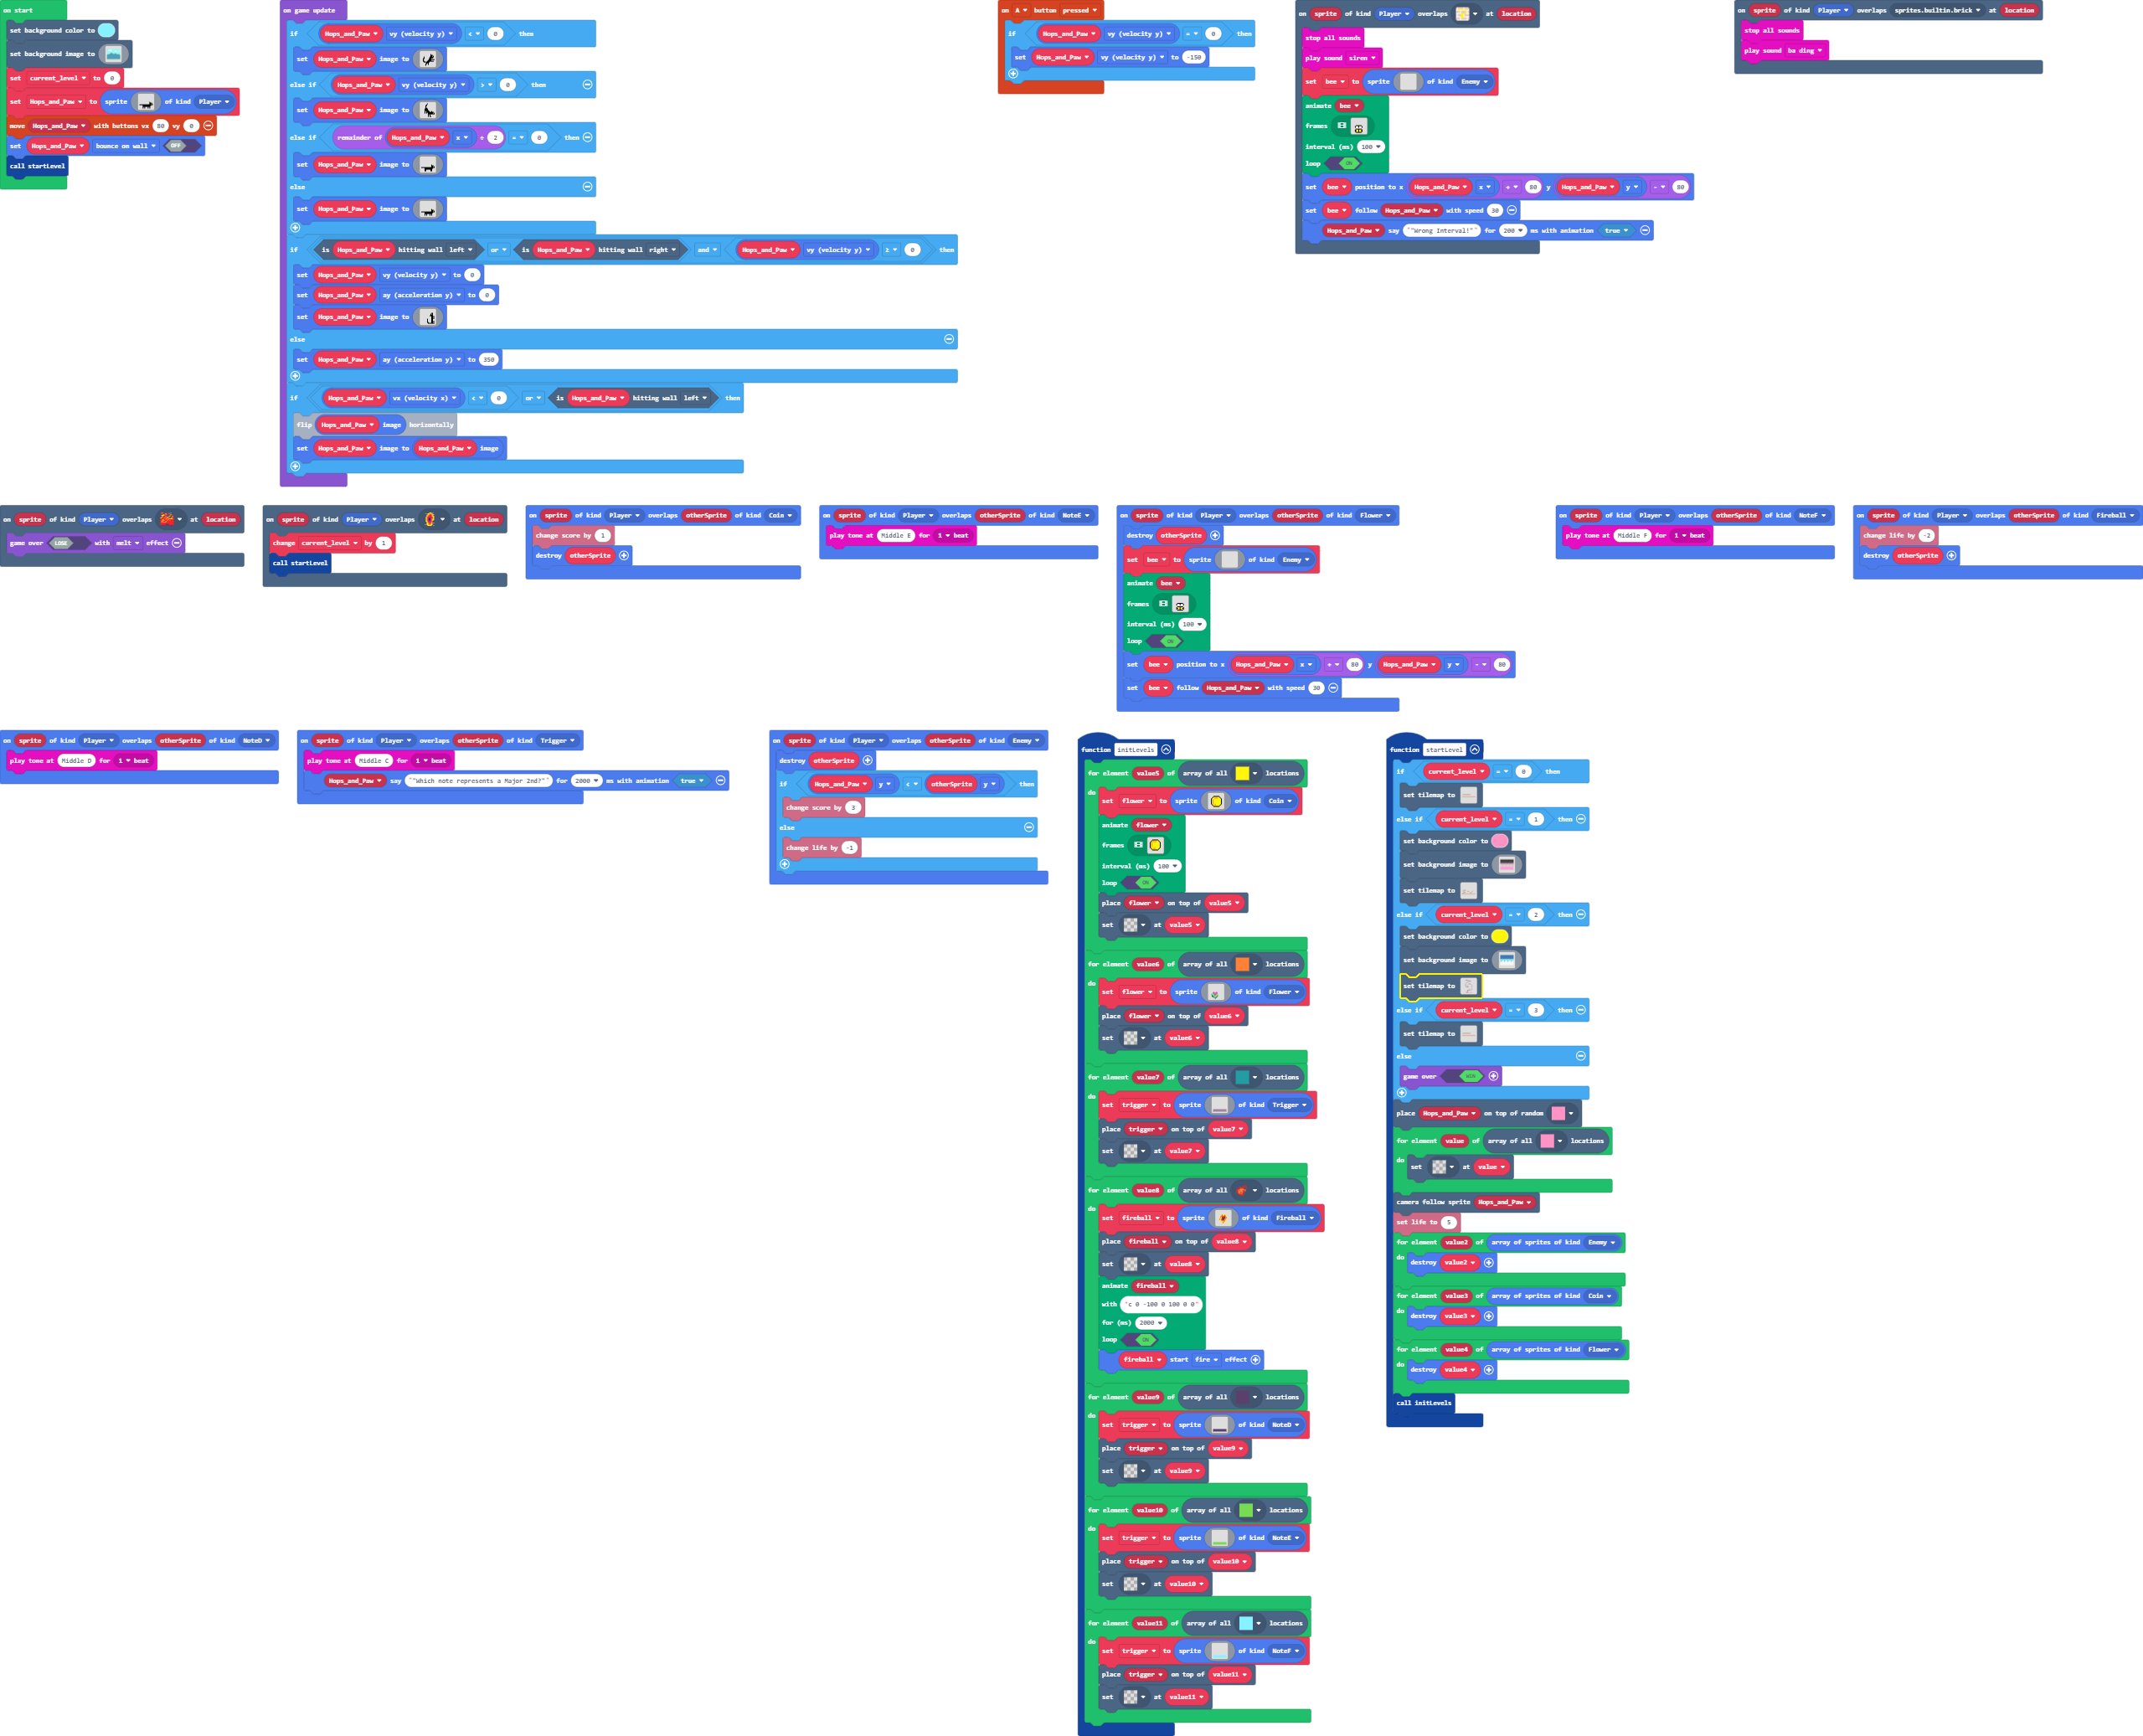 on start
set background color to
set background image to
set current_level to 0
set Hops_and_Paw to sprite of kind Player
move Hops_and_Paw with buttons vx 80 vy 0
set Hops_and_Paw bounce on wall OFF
call startLevel
on game update
if Hops_and_Paw vy (velocity y) < 0 then
set Hops_and_Paw image to
else if Hops_and_Paw vy (velocity y) > 0 then
set Hops_and_Paw image to
else if remainder of Hops_and_Paw x ÷ 2 = 0 then
set Hops_and_Paw image to
else
set Hops_and_Paw image to
if is Hops_and_Paw hitting wall left or is Hops_and_Paw hitting wall right and Hops_and_Paw vy (velocity y) ≥ 0 then
set Hops_and_Paw vy (velocity y) to 0
set Hops_and_Paw ay (acceleration y) to 0
set Hops_and_Paw image to
else
set Hops_and_Paw ay (acceleration y) to 350
if Hops_and_Paw vx (velocity x) < 0 or is Hops_and_Paw hitting wall left then
flip Hops_and_Paw image horizontally
set Hops_and_Paw image to Hops_and_Paw image
on A button pressed
if Hops_and_Paw vy (velocity y) = 0 then
set Hops_and_Paw vy (velocity y) to -150
on sprite of kind Player overlaps at location
stop all sounds
play sound siren
set bee to sprite of kind Enemy
animate bee
frames
interval (ms) 100
loop ON
set bee position to x Hops_and_Paw x + 80 y Hops_and_Paw y - 80
set bee follow Hops_and_Paw with speed 30
Hops_and_Paw say "Wrong Interval!" for 200 ms with animation true
on sprite of kind Player overlaps sprites.builtin.brick at location
stop all sounds
play sound ba ding
on sprite of kind Player overlaps at location
game over LOSE with melt effect
on sprite of kind Player overlaps at location
change current_level by 1
call startLevel
on sprite of kind Player overlaps otherSprite of kind Coin
change score by 1
destroy otherSprite
on sprite of kind Player overlaps otherSprite of kind NoteE
play tone at Middle E for 1 beat
on sprite of kind Player overlaps otherSprite of kind Flower
destroy otherSprite
set bee to sprite of kind Enemy
animate bee
frames
interval (ms) 100
loop ON
set bee position to x Hops_and_Paw x + 80 y Hops_and_Paw y - 80
set bee follow Hops_and_Paw with speed 30
on sprite of kind Player overlaps otherSprite of kind NoteF
play tone at Middle F for 1 beat
on sprite of kind Player overlaps otherSprite of kind Fireball
change life by -2
destroy otherSprite
on sprite of kind Player overlaps otherSprite of kind NoteD
play tone at Middle D for 1 beat
on sprite of kind Player overlaps otherSprite of kind Trigger
play tone at Middle C for 1 beat
Hops_and_Paw say "Which note represents a Major 2nd?" for 2000 ms with animation true
on sprite of kind Player overlaps otherSprite of kind Enemy
destroy otherSprite
if Hops_and_Paw y < otherSprite y then
change score by 3
else
change life by -1
function initLevels
for element value5 of array of all locations
do
set flower to sprite of kind Coin
animate flower
frames
interval (ms) 100
loop ON
place flower on top of value5
set at value5
for element value6 of array of all locations
do
set flower to sprite of kind Flower
place flower on top of value6
set at value6
for element value7 of array of all locations
do
set trigger to sprite of kind Trigger
place trigger on top of value7
set at value7
for element value8 of array of all locations
do
set fireball to sprite of kind Fireball
place fireball on top of value8
set at value8
animate fireball
with "c 0 -100 0 100 0 0"
for (ms) 2000
loop ON
fireball start fire effect
for element value9 of array of all locations
do
set trigger to sprite of kind NoteD
place trigger on top of value9
set at value9
for element value10 of array of all locations
do
set trigger to sprite of kind NoteE
place trigger on top of value10
set at value10
for element value11 of array of all locations
do
set trigger to sprite of kind NoteF
place trigger on top of value11
set at value11
function startLevel
if current_level = 0 then
set tilemap to
else if current_level = 1 then
set background color to
set background image to
set tilemap to
else if current_level = 2 then
set background color to
set background image to
set tilemap to
else if current_level = 3 then
set tilemap to
else
game over WIN
place Hops_and_Paw on top of random
for element value of array of all locations
do
set at value
camera follow sprite Hops_and_Paw
set life to 5
for element value2 of array of sprites of kind Enemy
do
destroy value2
for element value3 of array of sprites of kind Coin
do
destroy value3
for element value4 of array of sprites of kind Flower
do
destroy value4
call initLevels